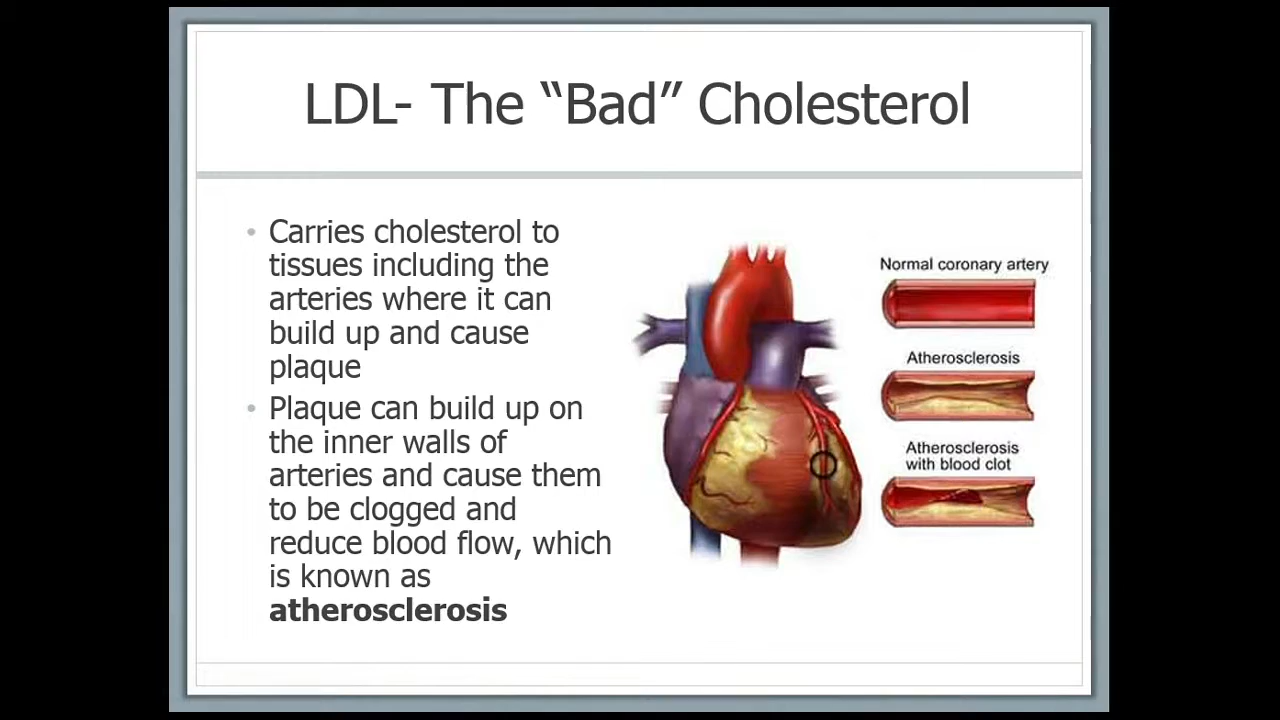 LDL- The “Bad” Cholesterol
• Carries cholesterol to
tissues including the
arteries where it can
build up and cause
plaque
• Plaque can build up on
the inner walls of
arteries and cause them
to be clogged and
reduce blood flow, which
is known as
atherosclerosis
Normal coronary artery
Atherosclerosis
Atherosclerosis
with blood clot